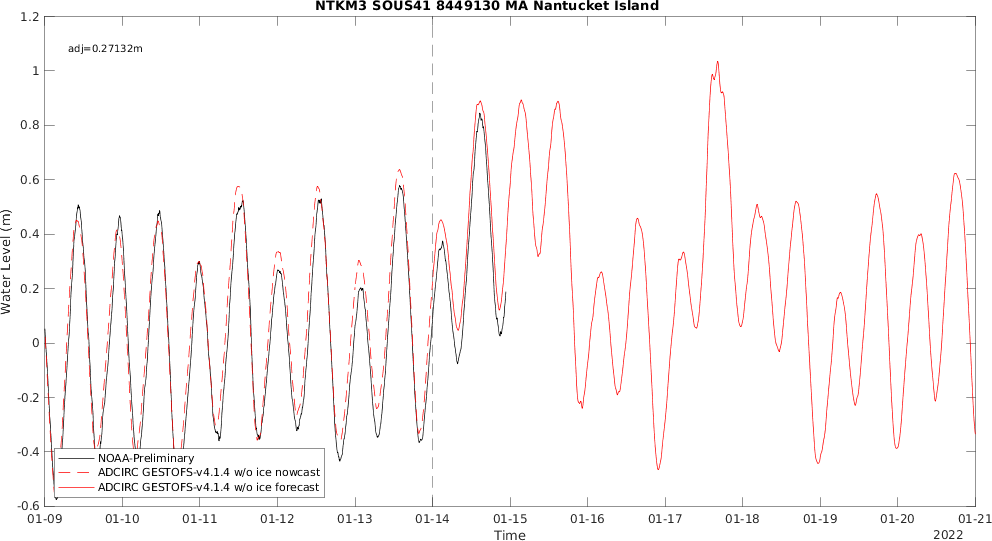 NTKM3 SOUS41 8449130 MA Nantucket Island
1.2
1
0.8
0.6
0.4
0.2
0
-0.2
-0.4
-0.6
Water Level (m)
adj=0.27132m
NOAA-Preliminary
ADCIRC GESTOFS-v4.1.4 w/o ice nowcast
ADCIRC GESTOFS-v4.1.4 w/o ice forecast
01-09 01-10 01-11 01-12 01-13 01-14 01-15 01-16 01-17 01-18 01-19 01-20 01-21
Time
2022